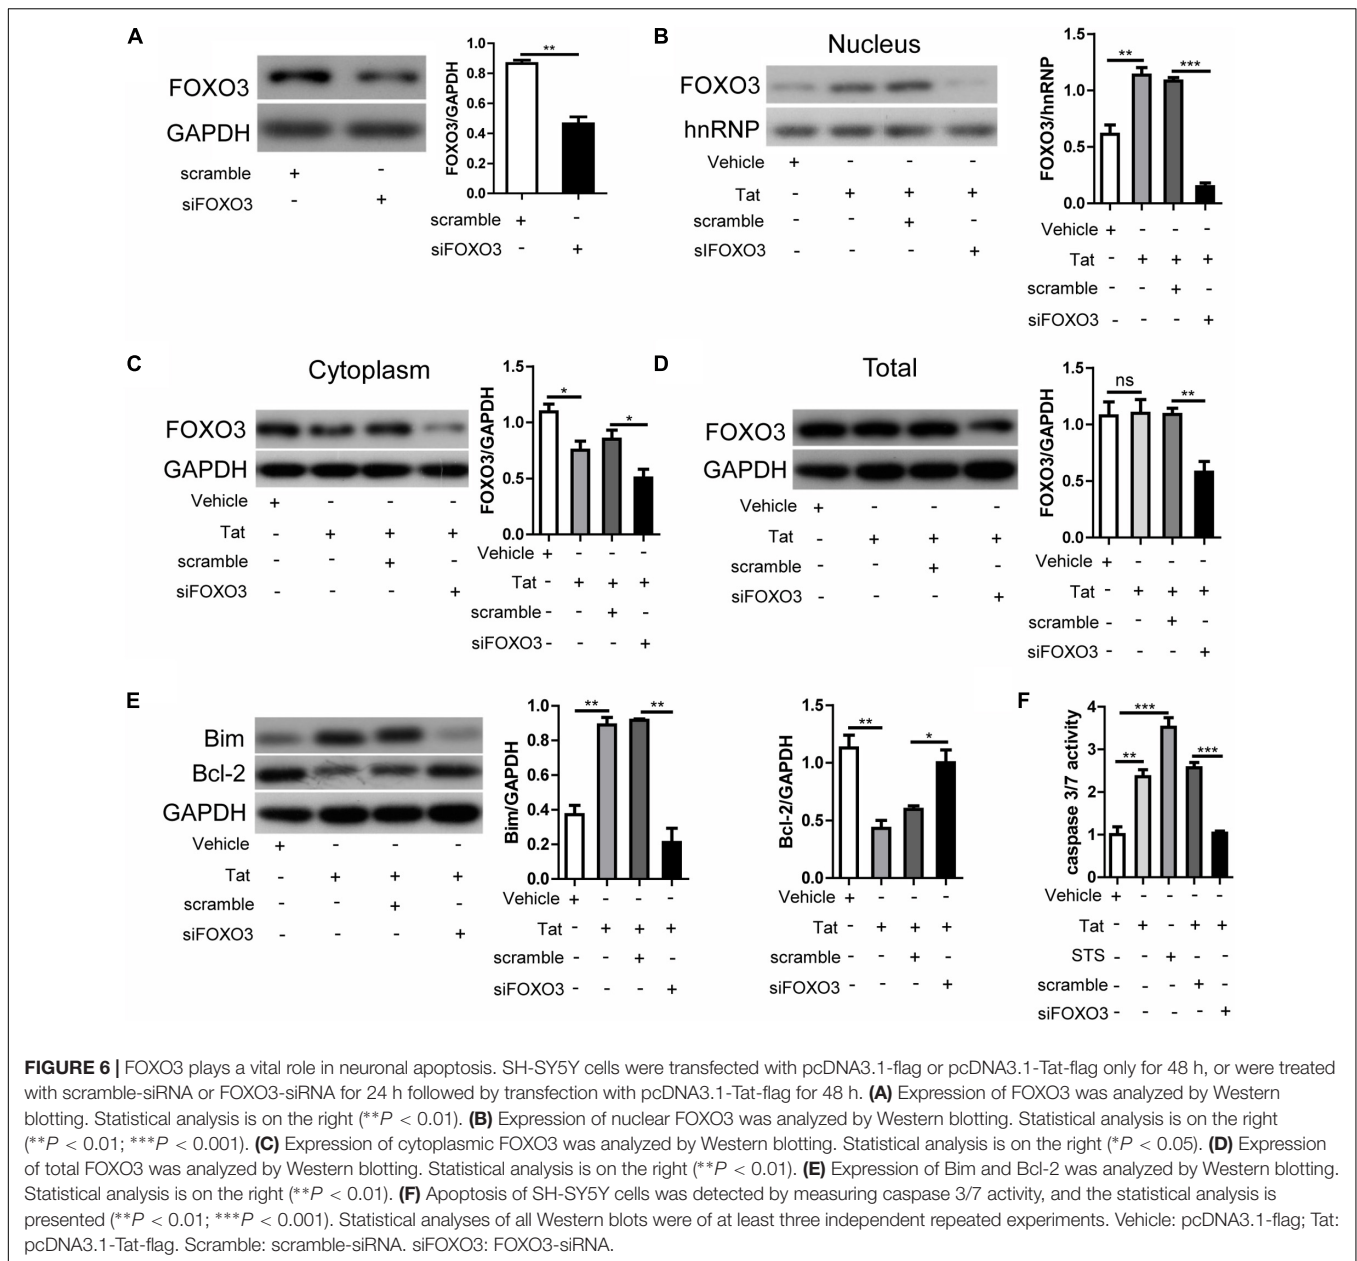 A
FOXO3
GAPDH
scramble + -
siFOXO3 - +
FOXO3/GAPDH
1.0
0.8
0.6
0.4
0.2
0.0
**
scramble + -
siFOXO3 - +
B
Nucleus
FOXO3
hnRNP
Vehicle + - - -
Tat - + + +
scramble - - + -
sIFOXO3 - - - +
FOXO3/hnRNP
1.5
1.0
0.5
0.0
** ***
Vehicle + - - -
Tat - + + +
scramble - - + -
siFOXO3 - - - +
C
Cytoplasm
FOXO3
GAPDH
Vehicle + - - -
Tat - + + +
scramble - - + -
siFOXO3 - - - +
FOXO3/GAPDH
1.5
1.0
0.5
0.0
* *
Vehicle + - - -
Tat - + + +
scramble - - + -
siFOXO3 - - - +
D
Total
FOXO3
GAPDH
Vehicle + - - -
Tat - + + +
scramble - - + -
siFOXO3 - - - +
FOXO3/GAPDH
1.5
1.0
0.5
0.0
ns **
Vehicle + - - -
Tat - + + +
scramble - - + -
siFOXO3 - - - +
E
Bim
Bcl-2
GAPDH
Vehicle + - - -
Tat - + + +
scramble - - + -
siFOXO3 - - - +
Bim/GAPDH
1.0
0.8
0.6
0.4
0.2
0.0
** **
Vehicle + - - -
Tat - + + +
scramble - - + -
siFOXO3 - - - +
Bcl-2/GAPDH
1.5
1.0
0.5
0.0
** *
Vehicle + - - -
Tat - + + +
scramble - - + -
siFOXO3 - - - +
F
caspase 3/7 activity
4
3
2
1
0
** *** ***
Vehicle + - - - -
Tat - + - + +
STS - - + - -
scramble - - - + -
siFOXO3 - - - - +
FIGURE 6 | FOXO3 plays a vital role in neuronal apoptosis. SH-SY5Y cells were transfected with pcDNA3.1-flag or pcDNA3.1-Tat-flag only for 48 h, or were treated
with scramble-siRNA or FOXO3-siRNA for 24 h followed by transfection with pcDNA3.1-Tat-flag for 48 h. (A) Expression of FOXO3 was analyzed by Western
blotting. Statistical analysis is on the right (**P < 0.01). (B) Expression of nuclear FOXO3 was analyzed by Western blotting. Statistical analysis is on the right
(**P < 0.01; ***P < 0.001). (C) Expression of cytoplasmic FOXO3 was analyzed by Western blotting. Statistical analysis is on the right (*P < 0.05). (D) Expression
of total FOXO3 was analyzed by Western blotting. Statistical analysis is on the right (**P < 0.01). (E) Expression of Bim and Bcl-2 was analyzed by Western blotting.
Statistical analysis is on the right (**P < 0.01). (F) Apoptosis of SH-SY5Y cells was detected by measuring caspase 3/7 activity, and the statistical analysis is
presented (**P < 0.01; ***P < 0.001). Statistical analyses of all Western blots were of at least three independent repeated experiments. Vehicle: pcDNA3.1-flag; Tat:
pcDNA3.1-Tat-flag. Scramble: scramble-siRNA. siFOXO3: FOXO3-siRNA.